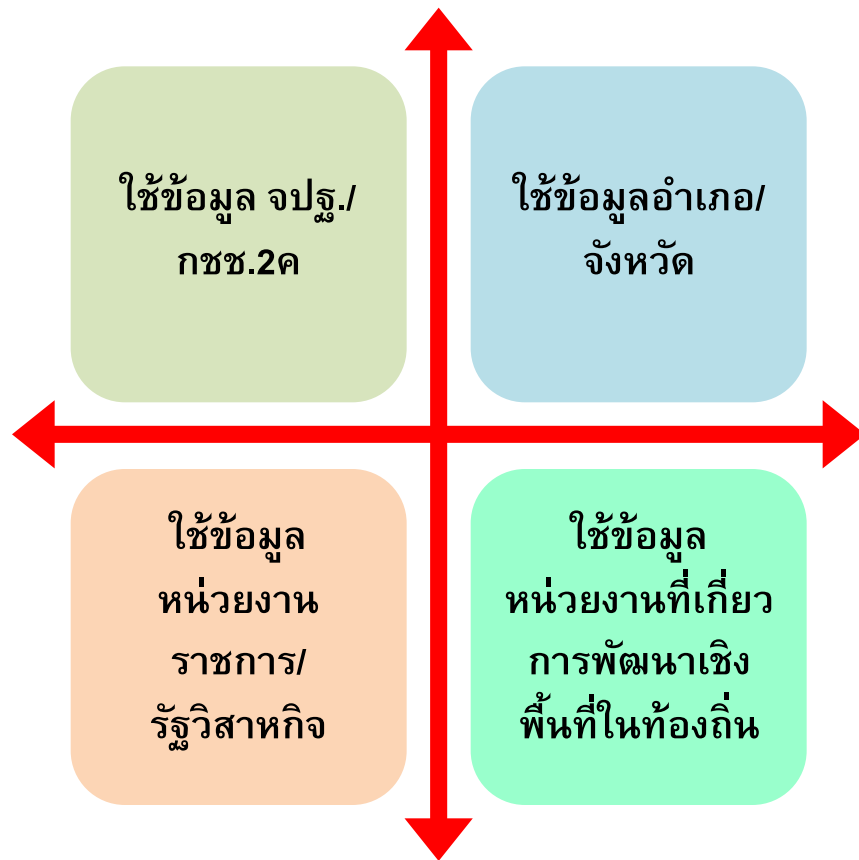 ใช้ข้อมูล จปฐ./
กชช.2ค
ใช้ข้อมูลอำเภอ/
จังหวัด
ใช้ข้อมูล
หน่วยงาน
ราชการ/
รัฐวิสาหกิจ
ใช้ข้อมูล
หน่วยงานที่เกี่ยว
การพัฒนาเชิง
พื้นที่ในท้องถิ่น